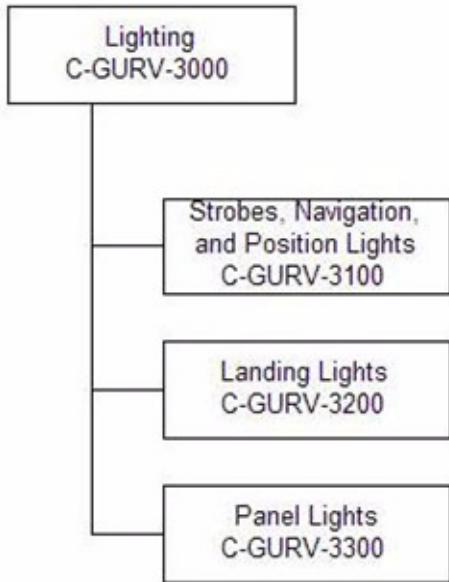 Lighting
C-GURV-3000
Strobes, Navigation,
and Position Lights
C-GURV-3100
Landing Lights
C-GURV-3200
Panel Lights
C-GURV-3300